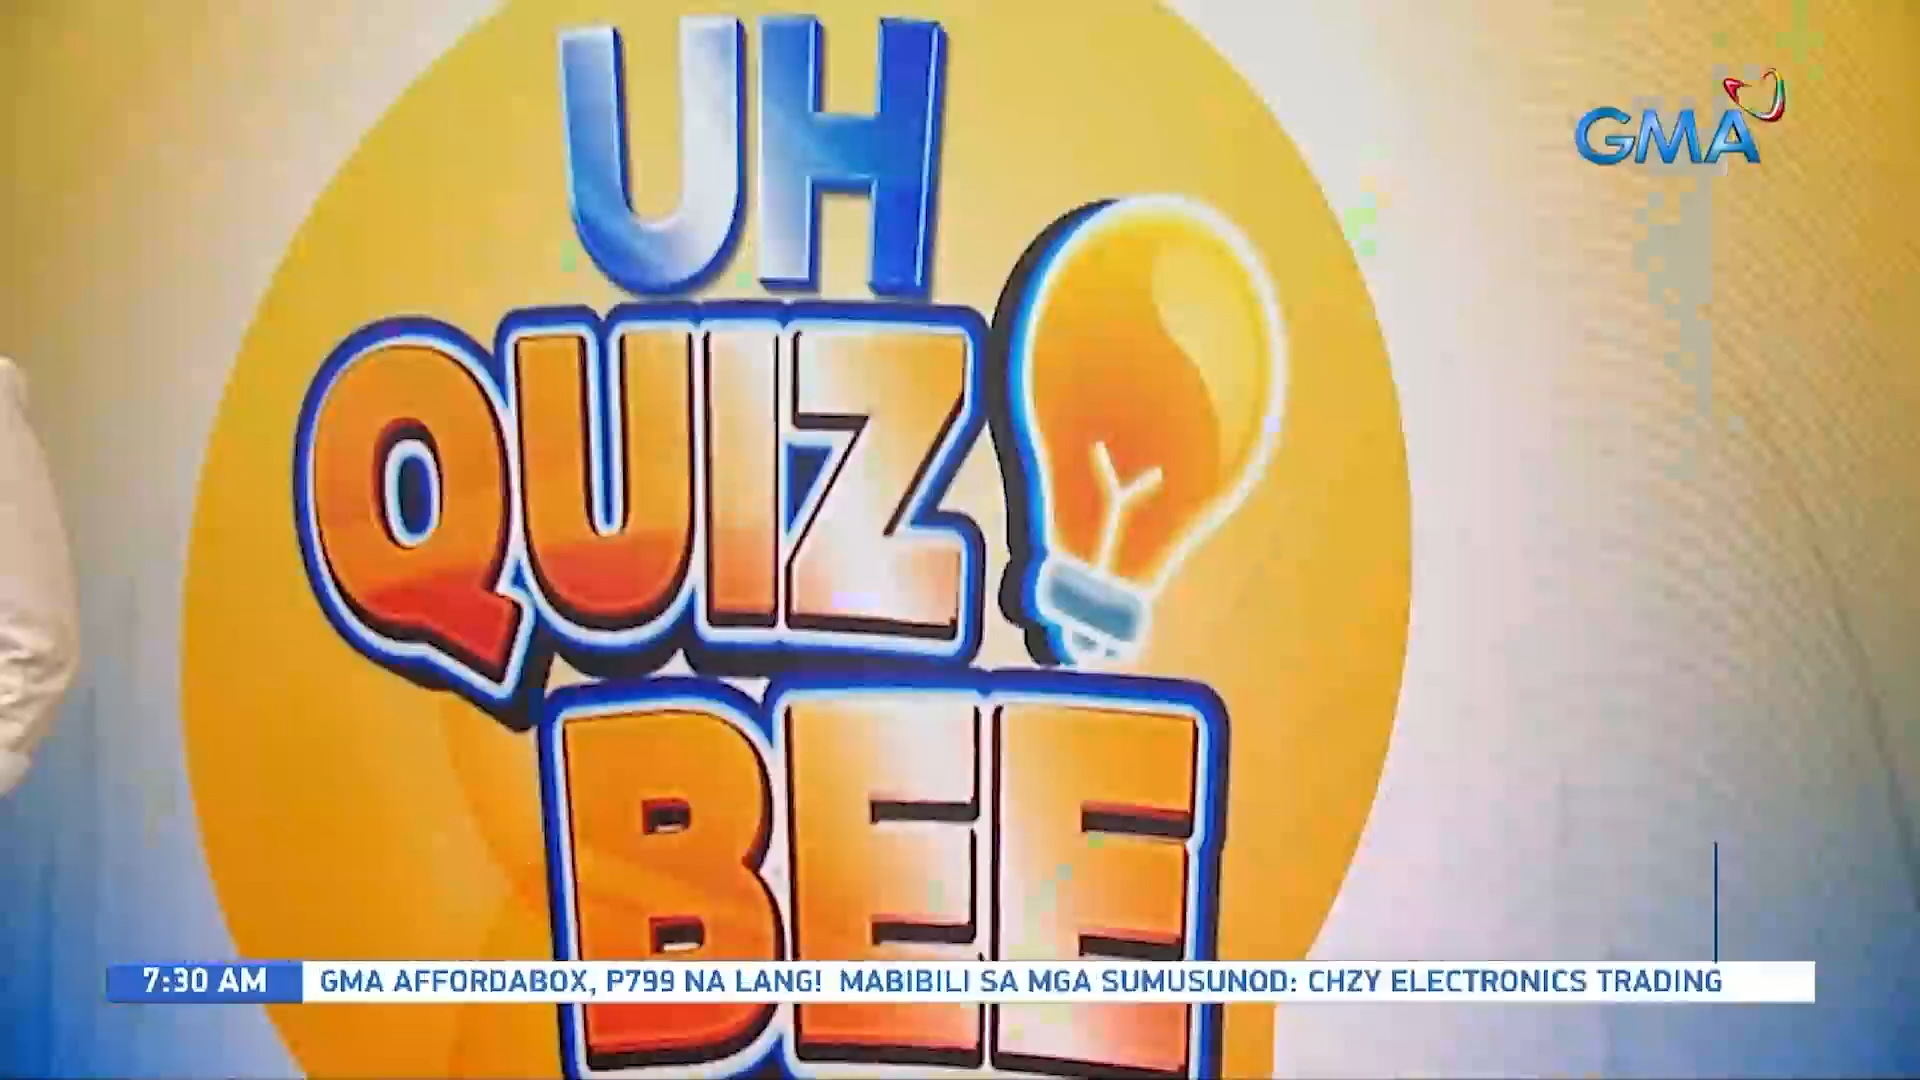 UH
GMA
QUIZ
BEE
7:30 AM GMA AFFORDABOX, P799 NA LANG! MABIBILI SA MGA SUMUSUNOD: CHZY ELECTRONICS TRADING